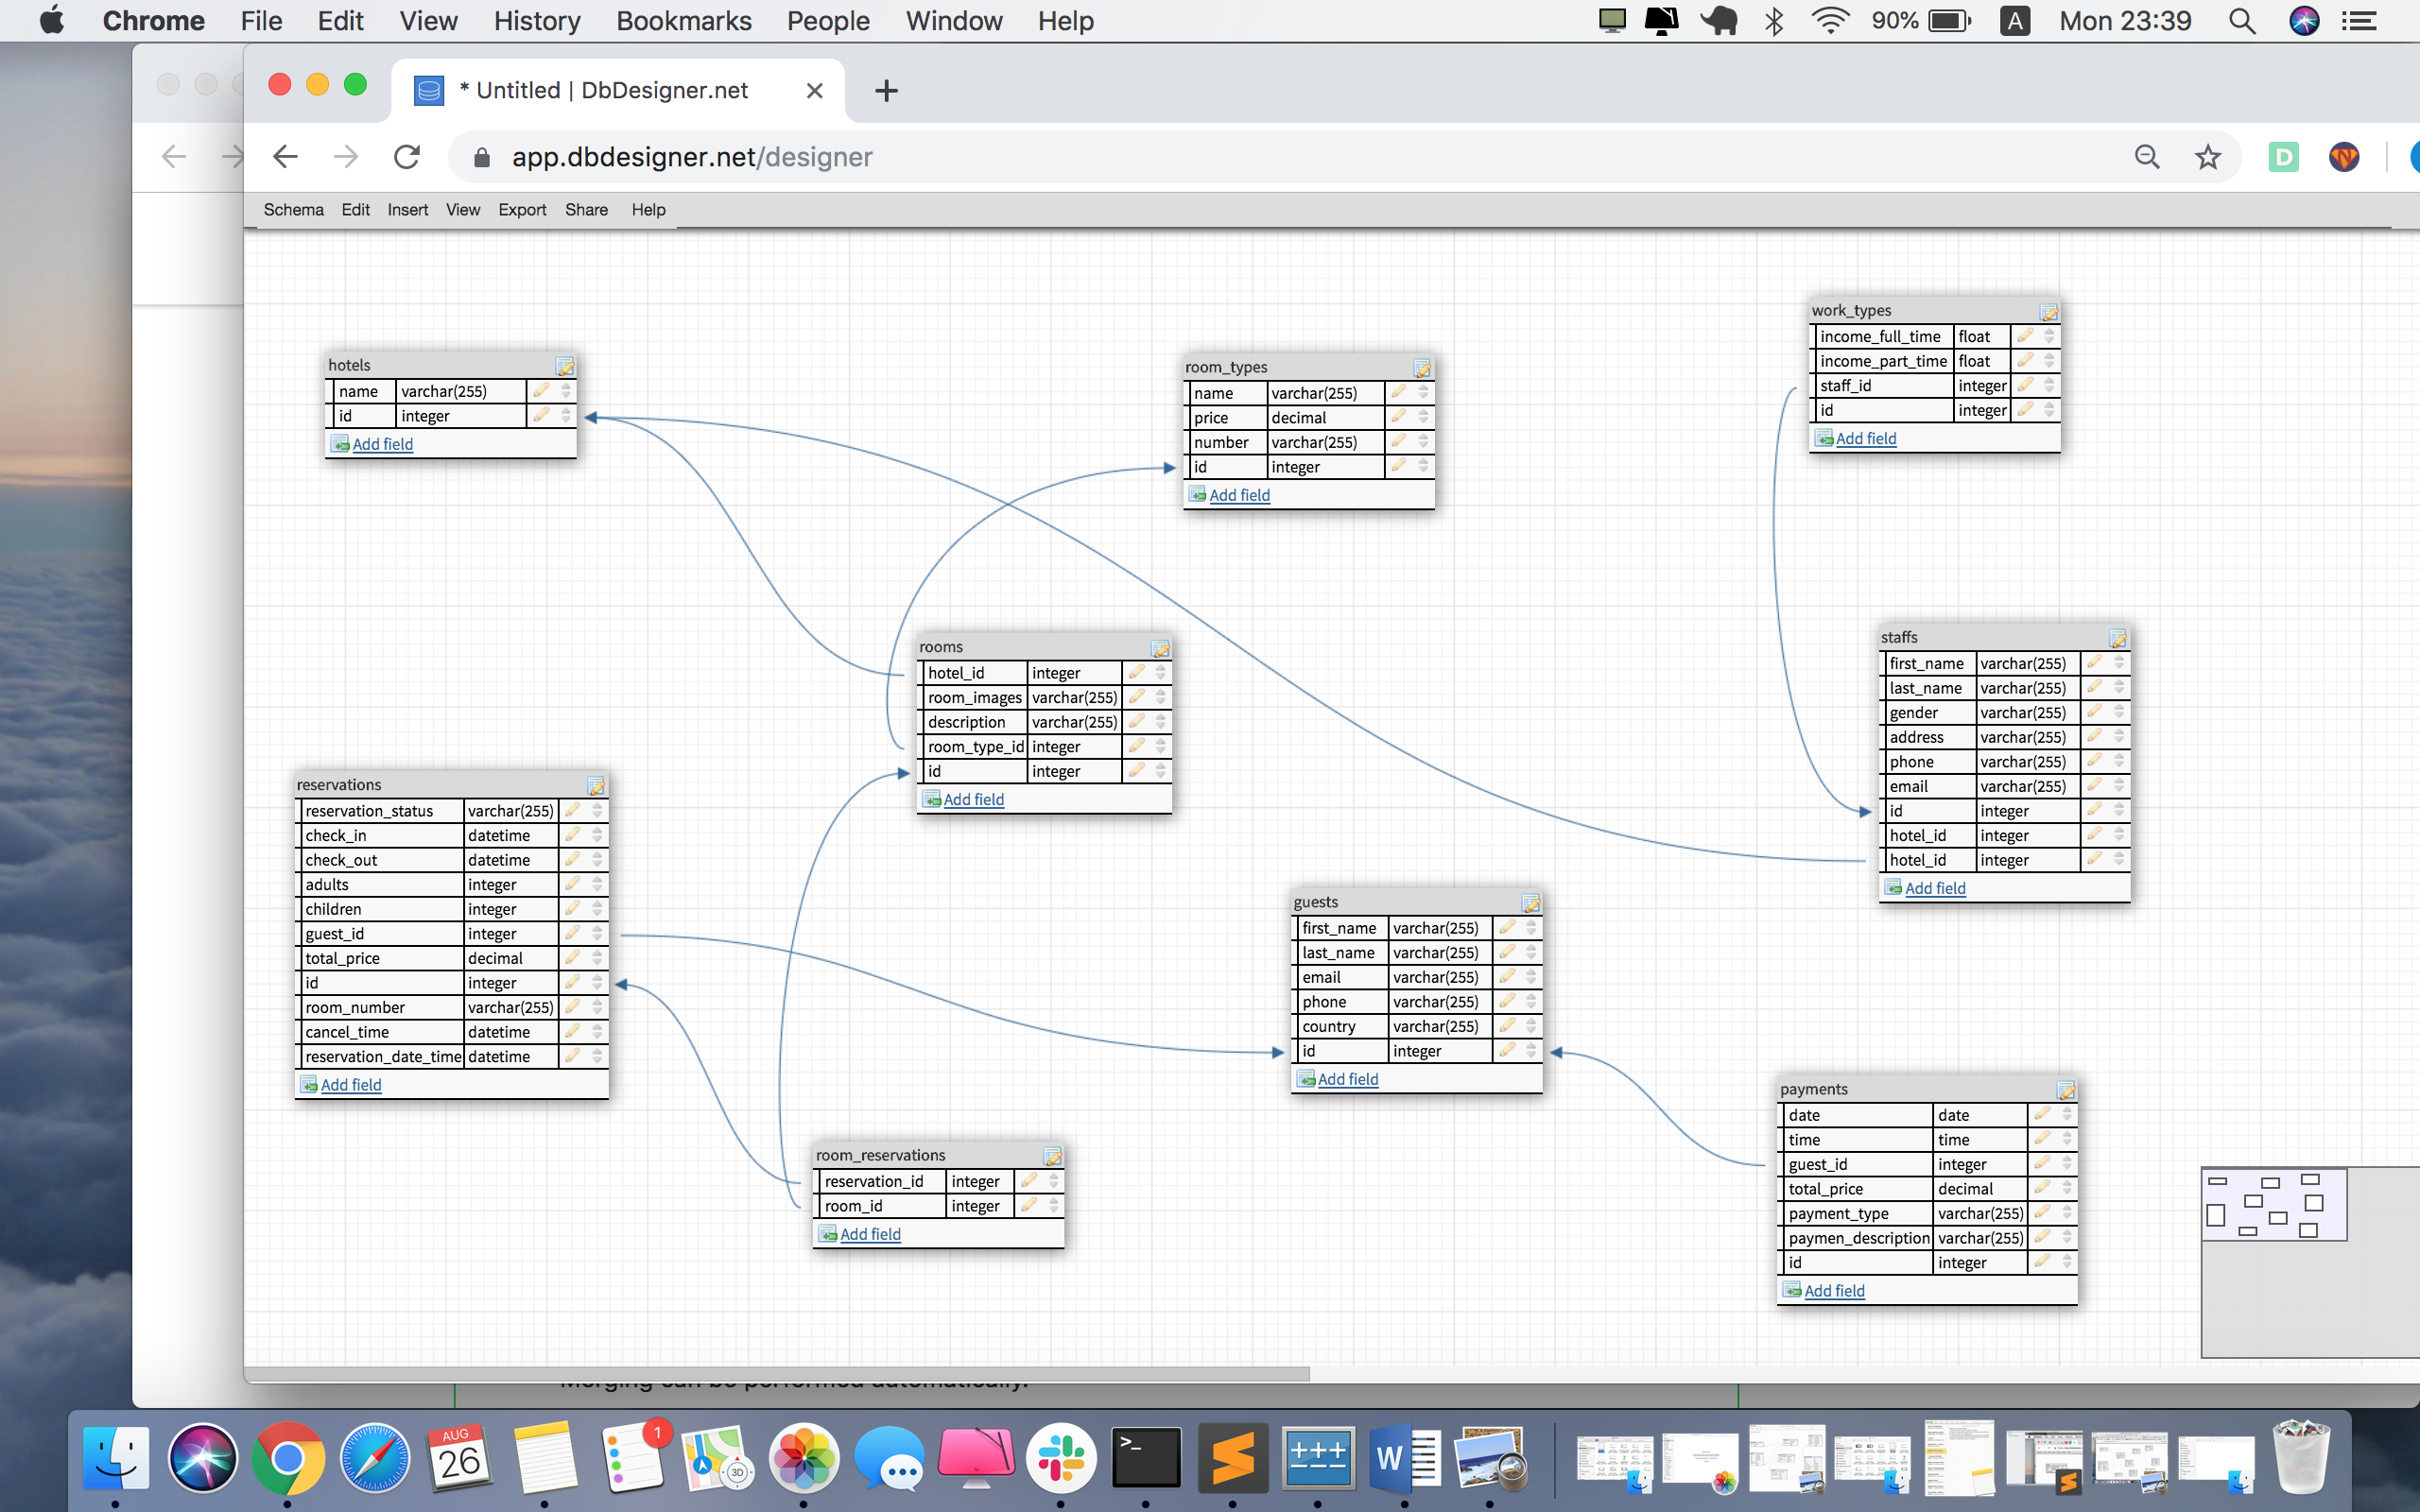 Chrome File Edit View History Bookmarks People Window Help 90% A Mon 23:39
* Untitled | DbDesigner.net
app.dbdesigner.net/designer
D
N
Schema Edit Insert View Export Share Help
hotels
name varchar(255)
id integer
Add field
room_types
name varchar(255)
price decimal
number varchar(255)
id integer
Add field
work_types
income_full_time float
income_part_time float
staff_id integer
id integer
Add field
rooms
hotel_id integer
room_images varchar(255)
description varchar(255)
room_type_id integer
id integer
Add field
staffs
first_name varchar(255)
last_name varchar(255)
gender varchar(255)
address varchar(255)
phone varchar(255)
email varchar(255)
id integer
hotel_id integer
hotel_id integer
Add field
reservations
reservation_status varchar(255)
check_in datetime
check_out datetime
adults integer
children integer
guest_id integer
total_price decimal
id integer
room_number varchar(255)
cancel_time datetime
reservation_date_time datetime
Add field
guests
first_name varchar(255)
last_name varchar(255)
email varchar(255)
phone varchar(255)
country varchar(255)
id integer
Add field
payments
date date
time time
guest_id integer
total_price decimal
payment_type varchar(255)
paymen_description varchar(255)
id integer
Add field
room_reservations
reservation_id integer
room_id integer
Add field
Merging can be performed automatically.
AUG
26
1
3D
>_
+++
W